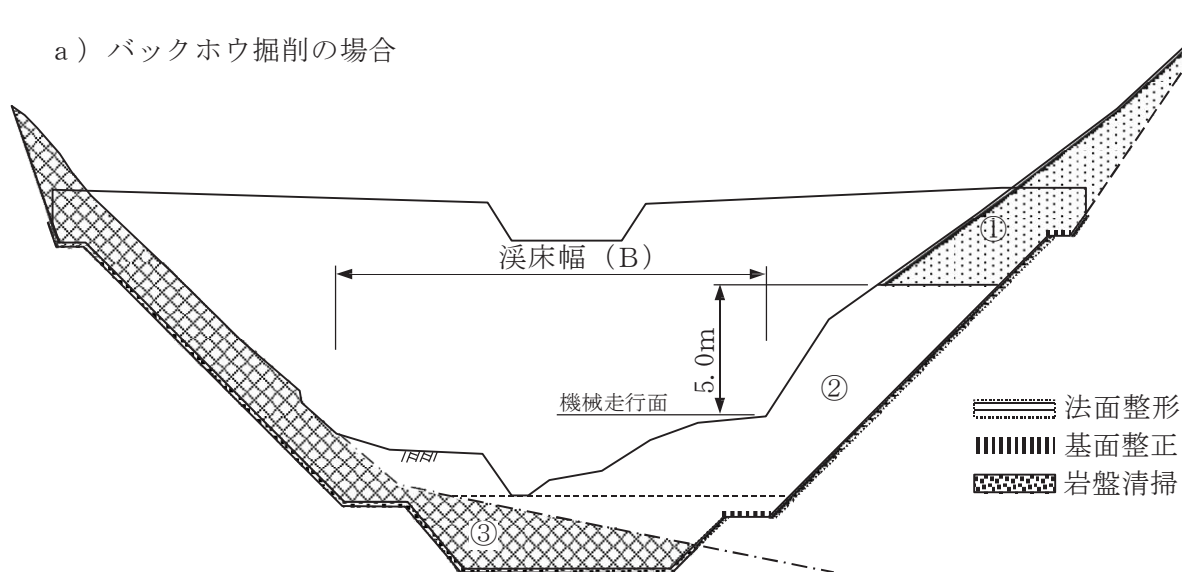 a）バックホウ掘削の場合
①
渓床幅（B）
5.0m
②
機械走行面
法面整形
基面整正
岩盤清掃
③